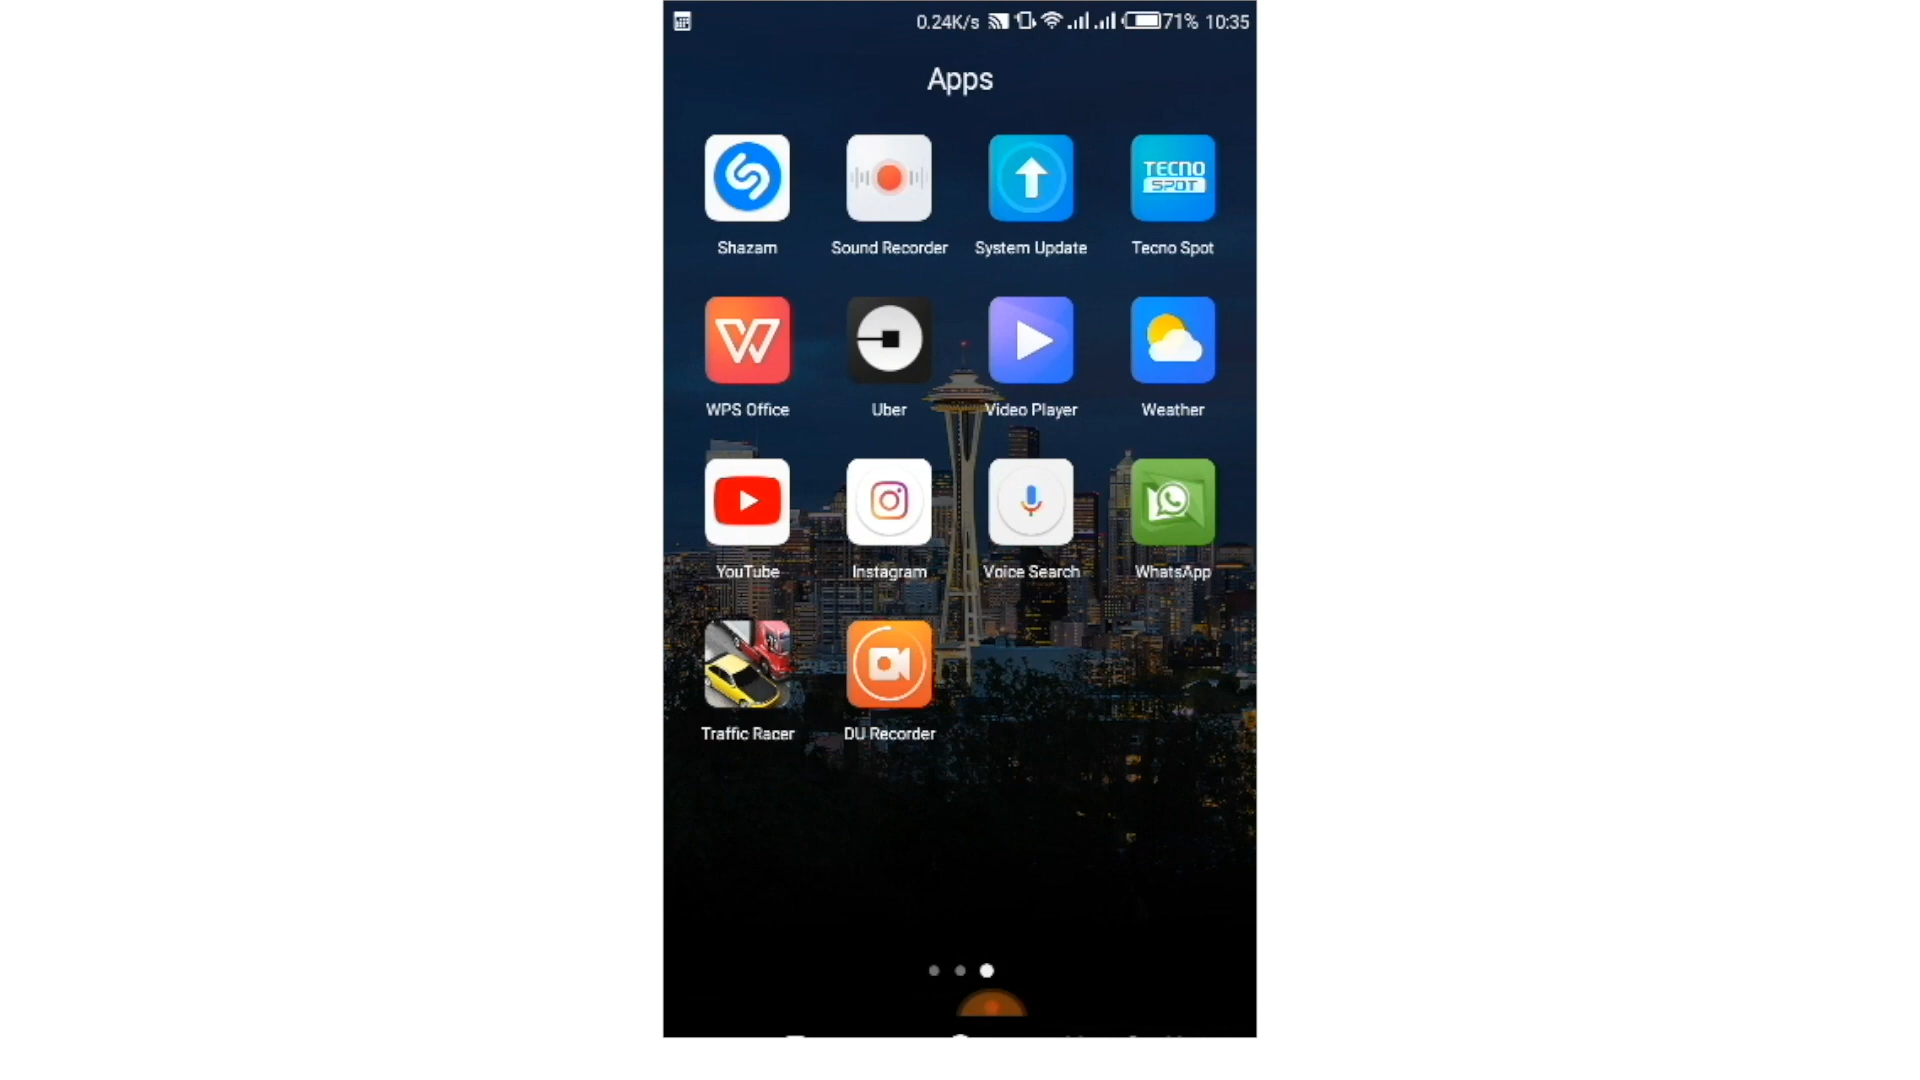 0.24K/s 71% 10:35
Apps
TECNO
SPOT
Shazam Sound Recorder System Update Tecno Spot
WPS Office Uber Video Player Weather
YouTube Instagram Voice Search WhatsApp
Traffic Racer DU Recorder